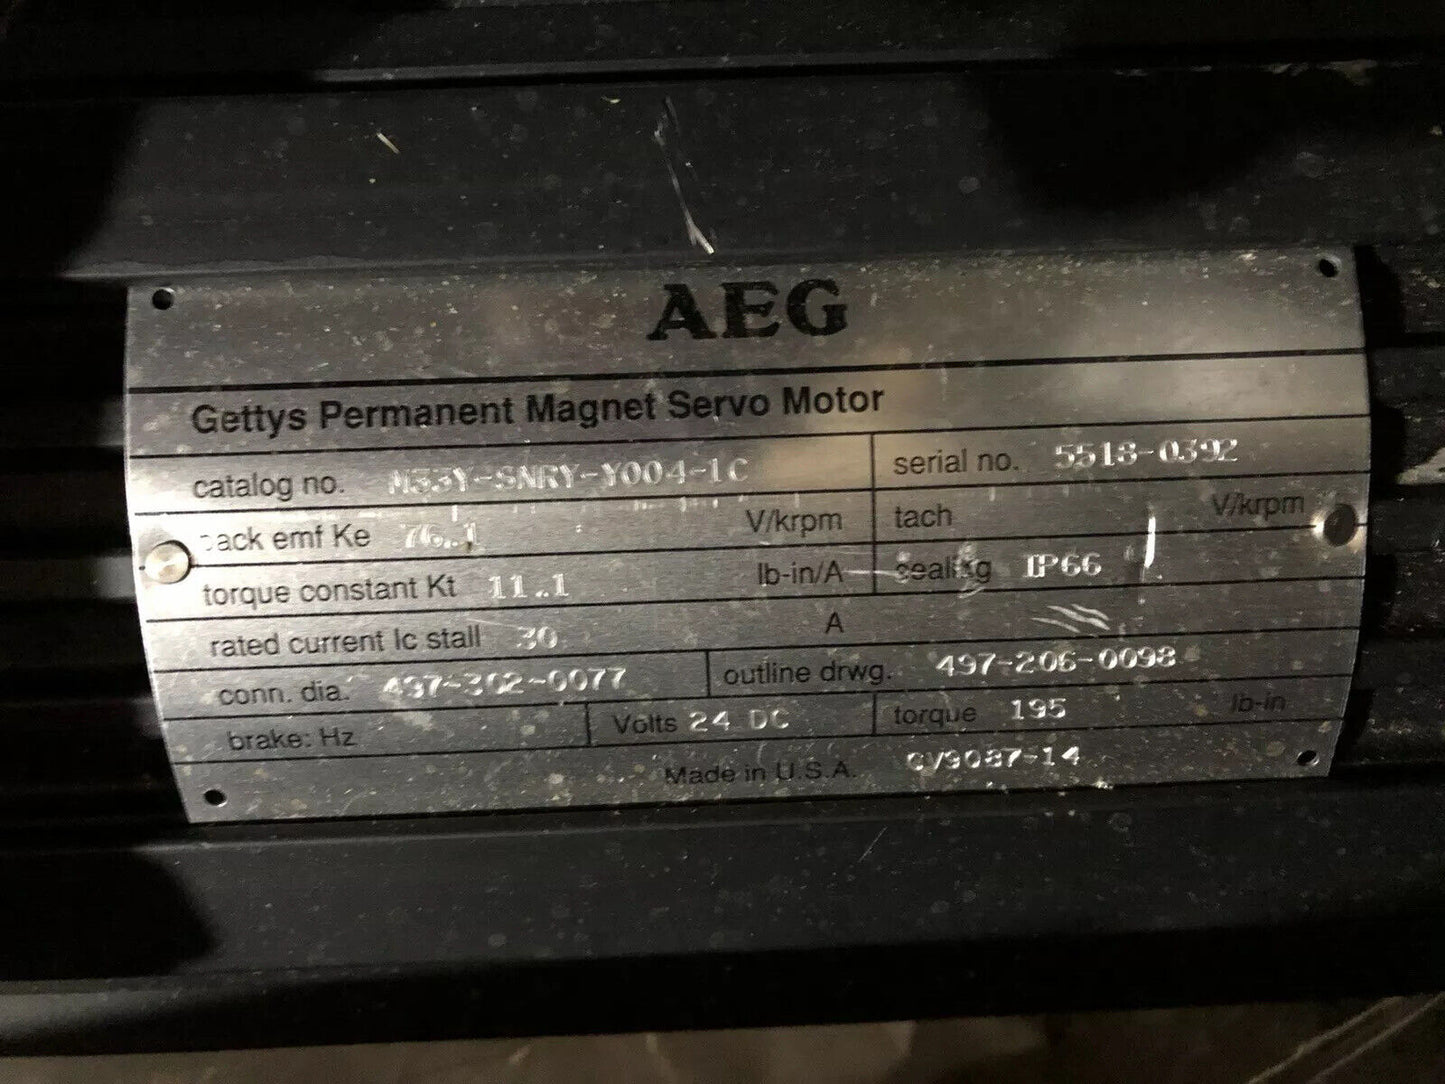 AEG
Gettys Permanent Magnet Servo Motor
catalog no. M33Y-SNRY-Y004-1C serial no. 5518-0392
back emf Ke 76.1 V/krpm tach V/krpm
torque constant Kt 11.1 lb-in/A sealing IP66
rated current Ic stall 30 A
conn. dia. 497-302-0077 outline drwg. 497-206-0098
brake: Hz Volts 24 DC torque 195 lb-in
Made in U.S.A. CV9087-14